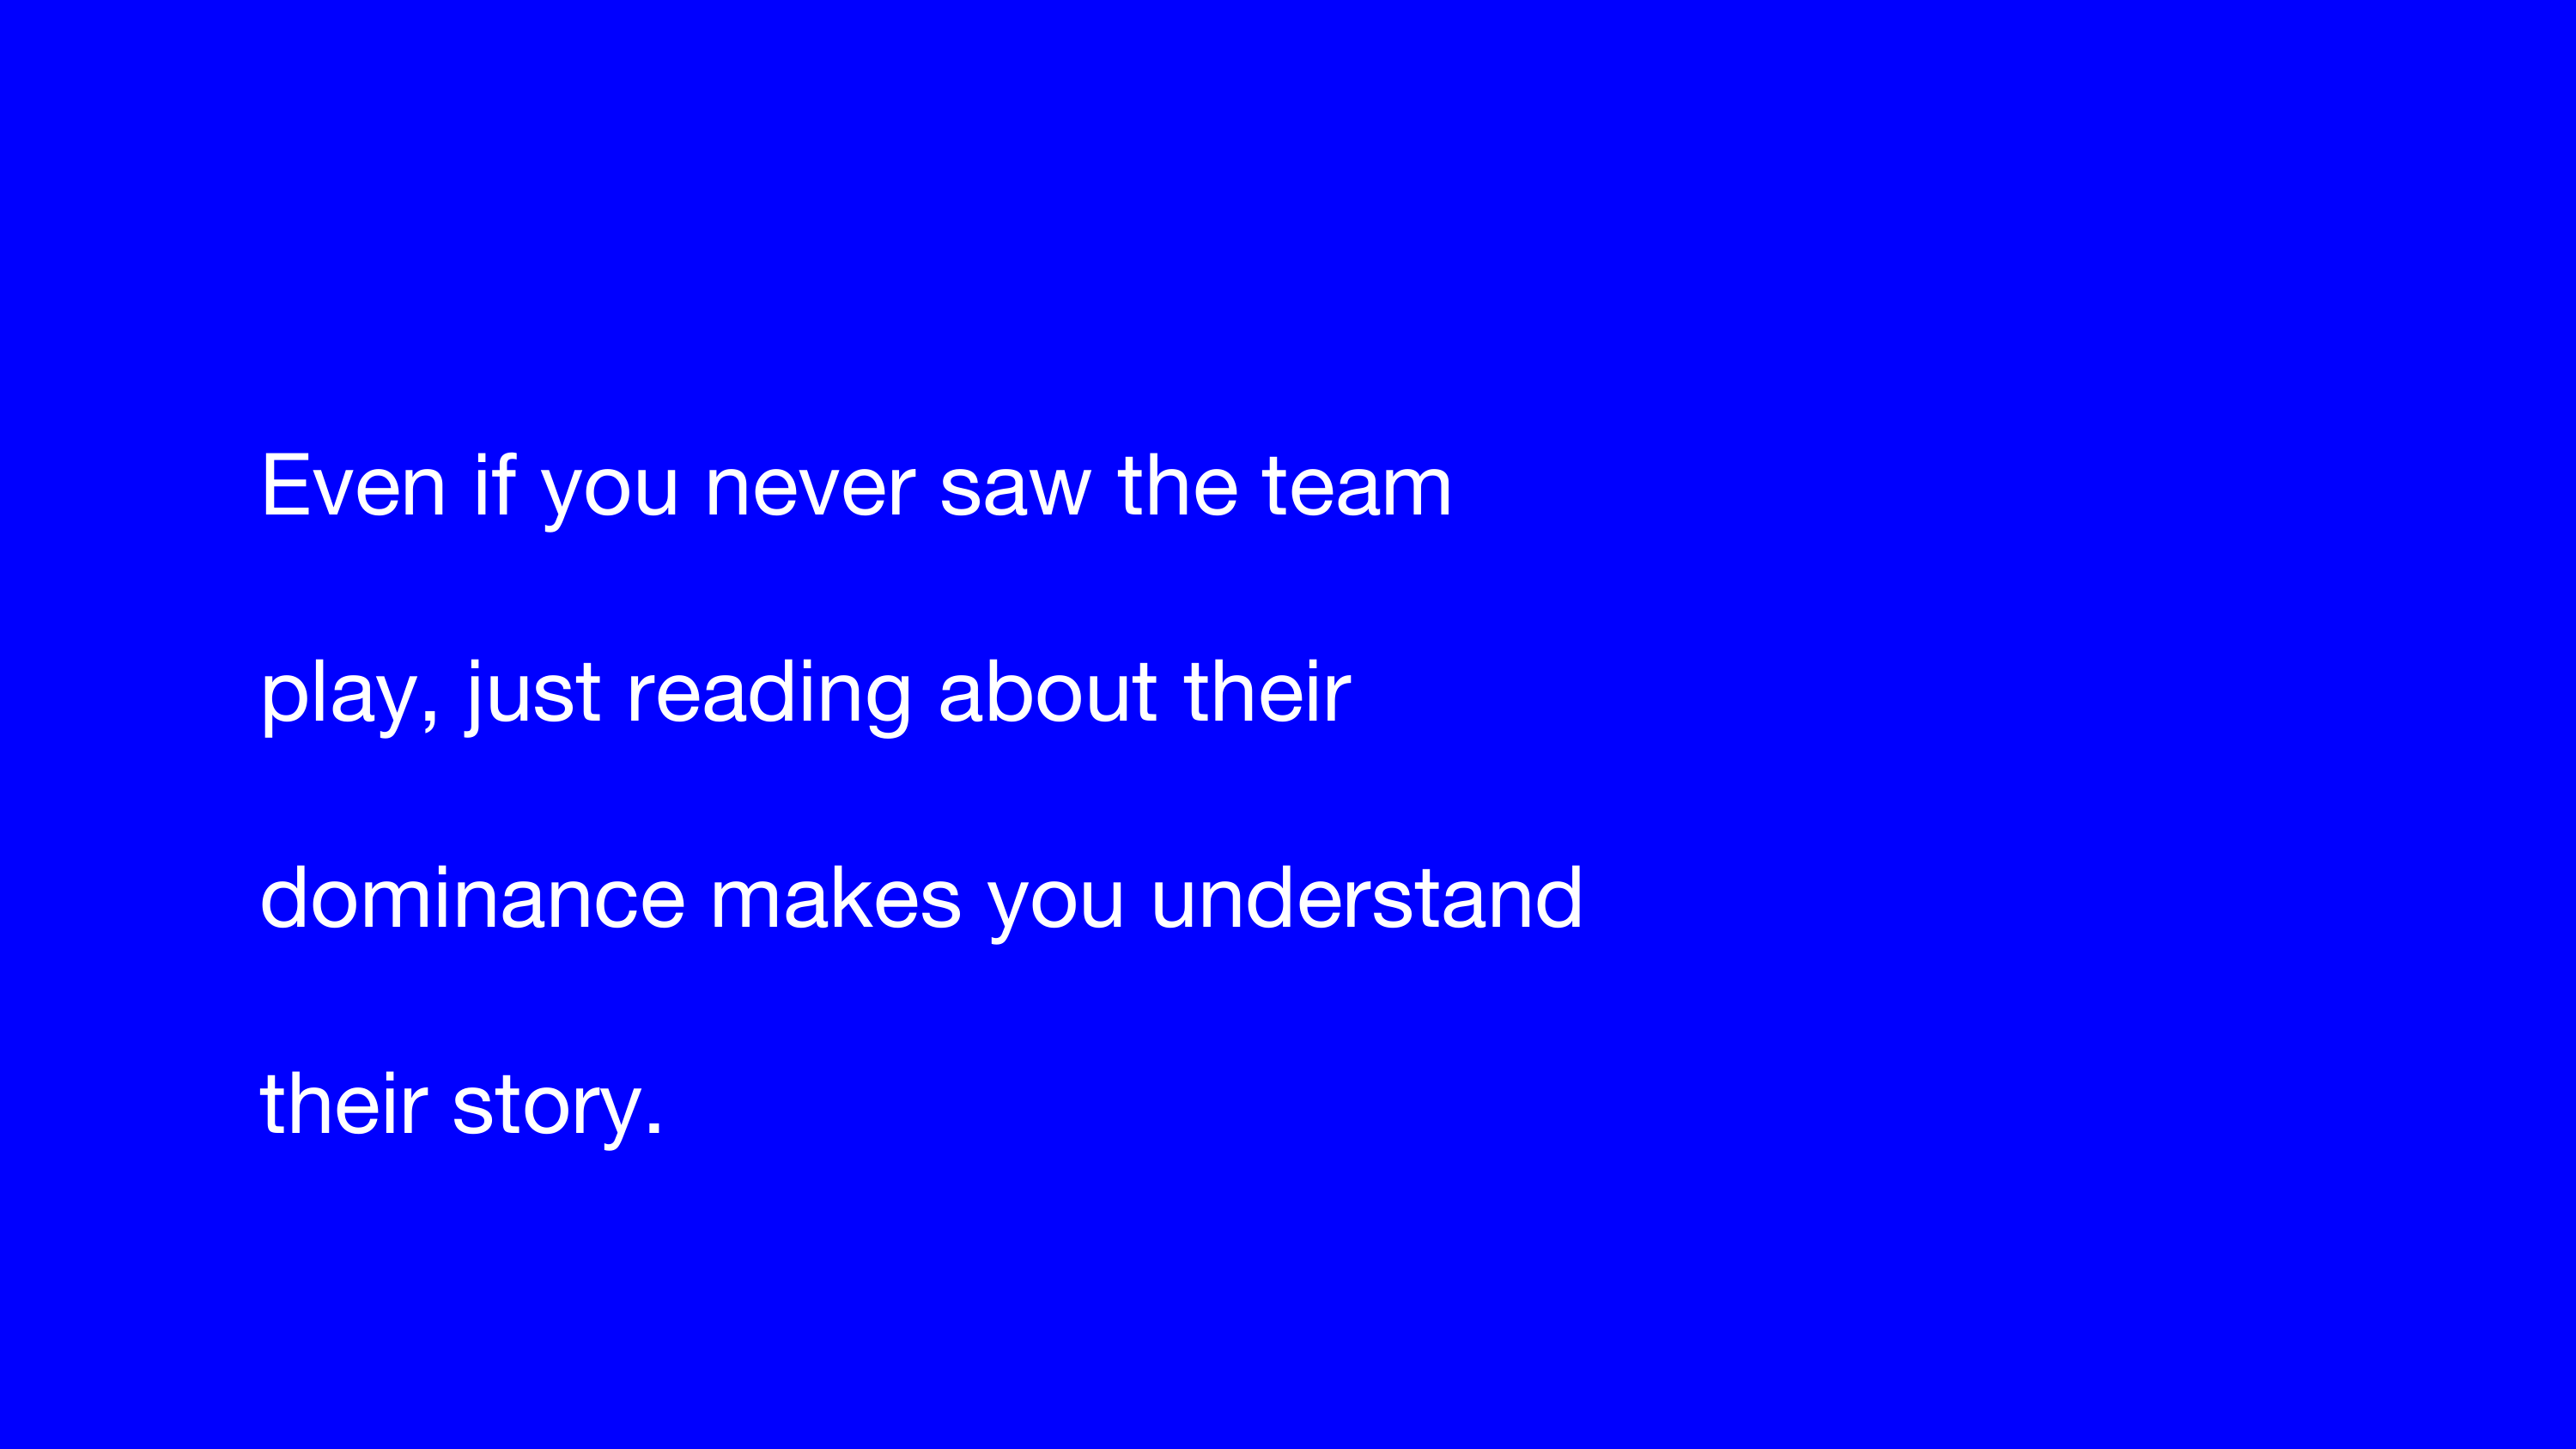 Even if you never saw the team
play, just reading about their
dominance makes you understand
their story.